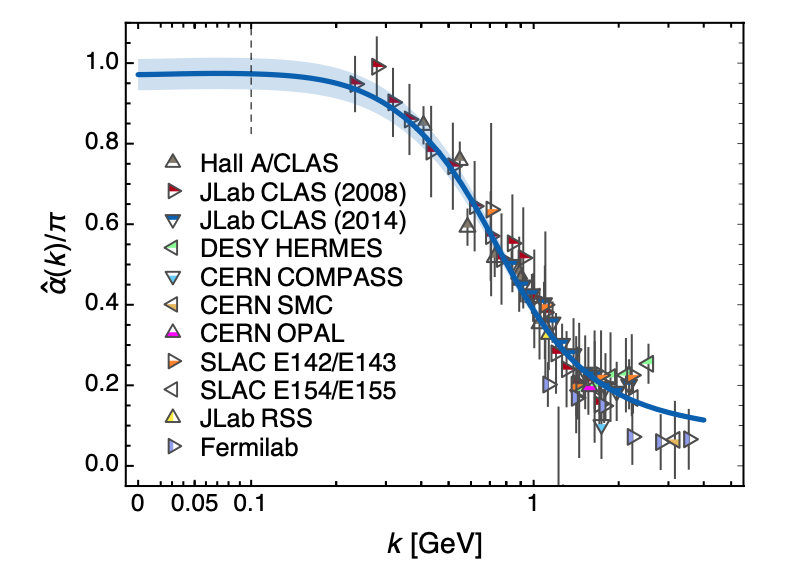 1.0
0.8
0.6
0.4
0.2
0.0
α̂(k)/π
Hall A/CLAS
JLab CLAS (2008)
JLab CLAS (2014)
DESY HERMES
CERN COMPASS
CERN SMC
CERN OPAL
SLAC E142/E143
SLAC E154/E155
JLab RSS
Fermilab
0 0.05 0.1 1
k [GeV]